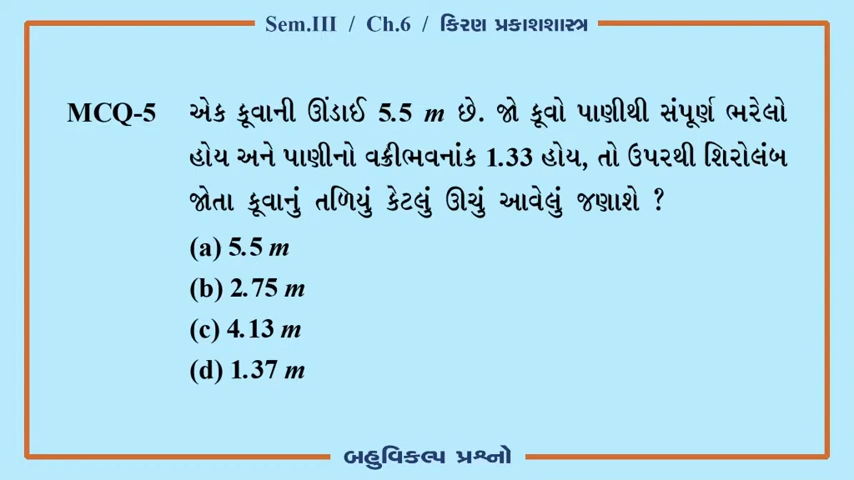 Sem.III / Ch.6 / કિરણ પ્રકાશશાસ્ત્ર
MCQ-5 એક કૂવાની ઊંડાઈ 5.5 m છે. જો કૂવો પાણીથી સંપૂર્ણ ભરેલો
હોય અને પાણીનો વક્રીભવનાંક 1.33 હોય, તો ઉપરથી શિરોલંબ
જોતા કૂવાનું તળિયું કેટલું ઊચું આવેલું જણાશે ?
(a) 5.5 m
(b) 2.75 m
(c) 4.13 m
(d) 1.37 m
બહુવિકલ્પ પ્રશ્નો